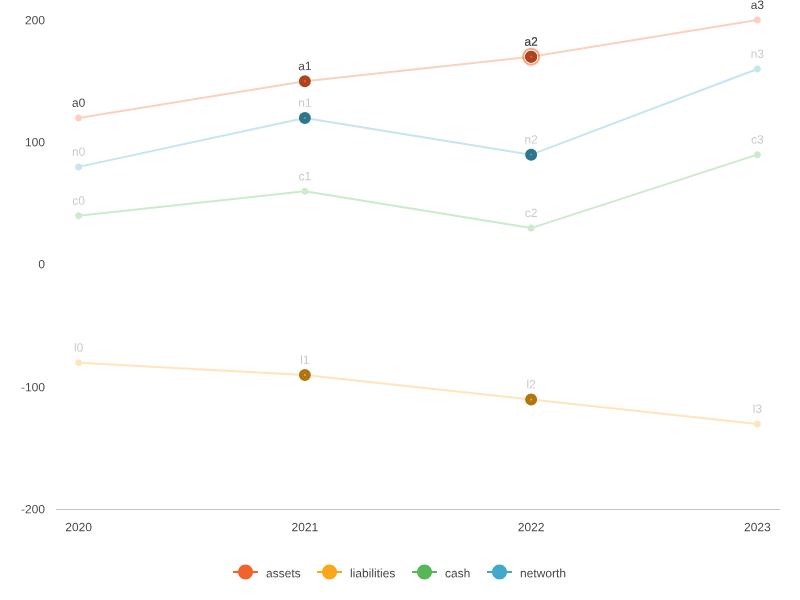 a3
200
a2
a1
n3
a0
n1
100
n2
c3
n0
c1
c0
c2
0
l0
l1
-100
l2
l3
-200
2020 2021 2022 2023
assets liabilities cash networth